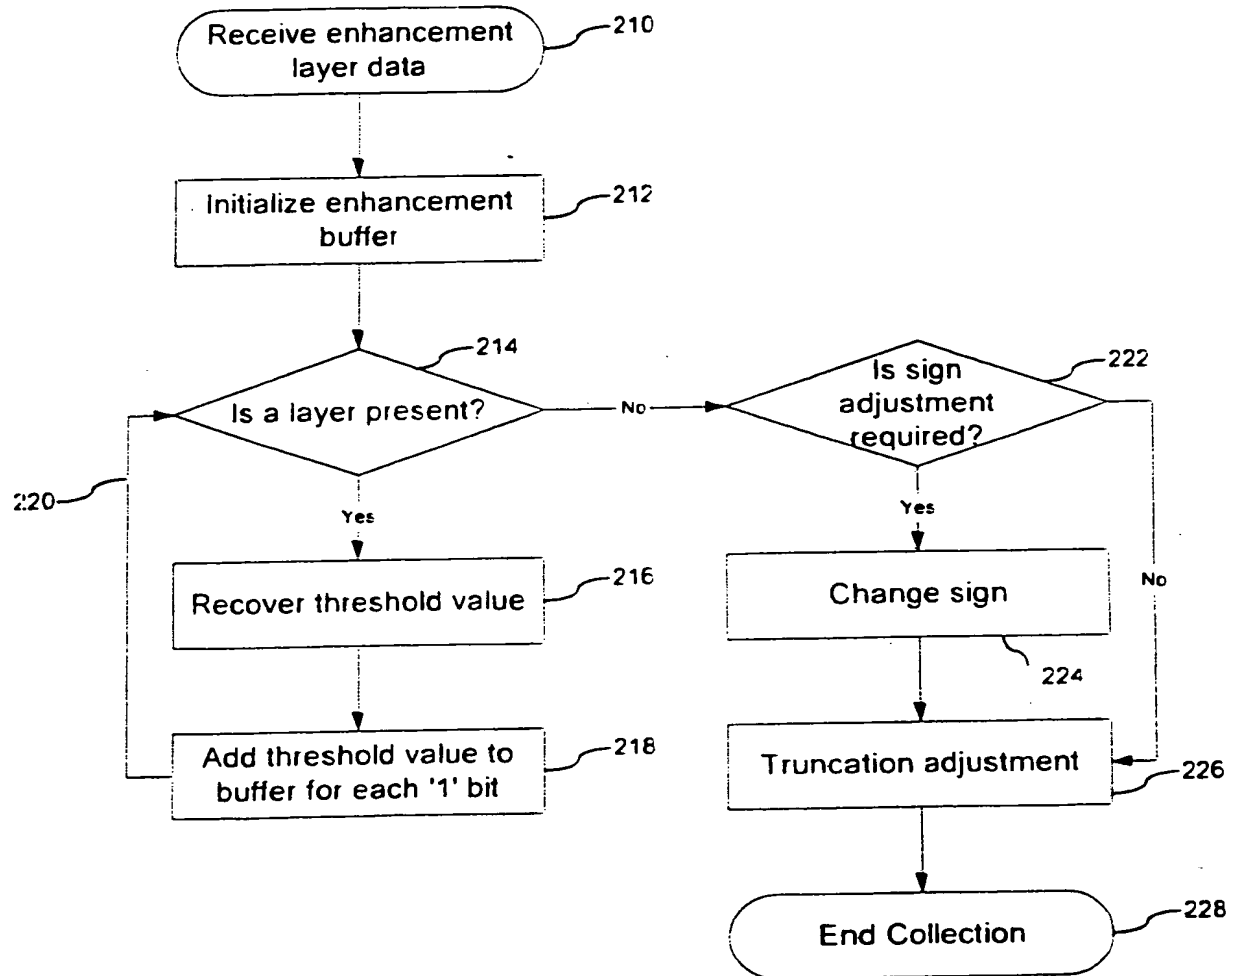 Receive enhancement
layer data
210
Initialize enhancement
buffer
212
Is a layer present?
214
No
Yes
220
Recover threshold value
216
Add threshold value to
buffer for each '1' bit
218
Is sign
adjustment
required?
222
Yes
No
Change sign
224
Truncation adjustment
226
End Collection
228